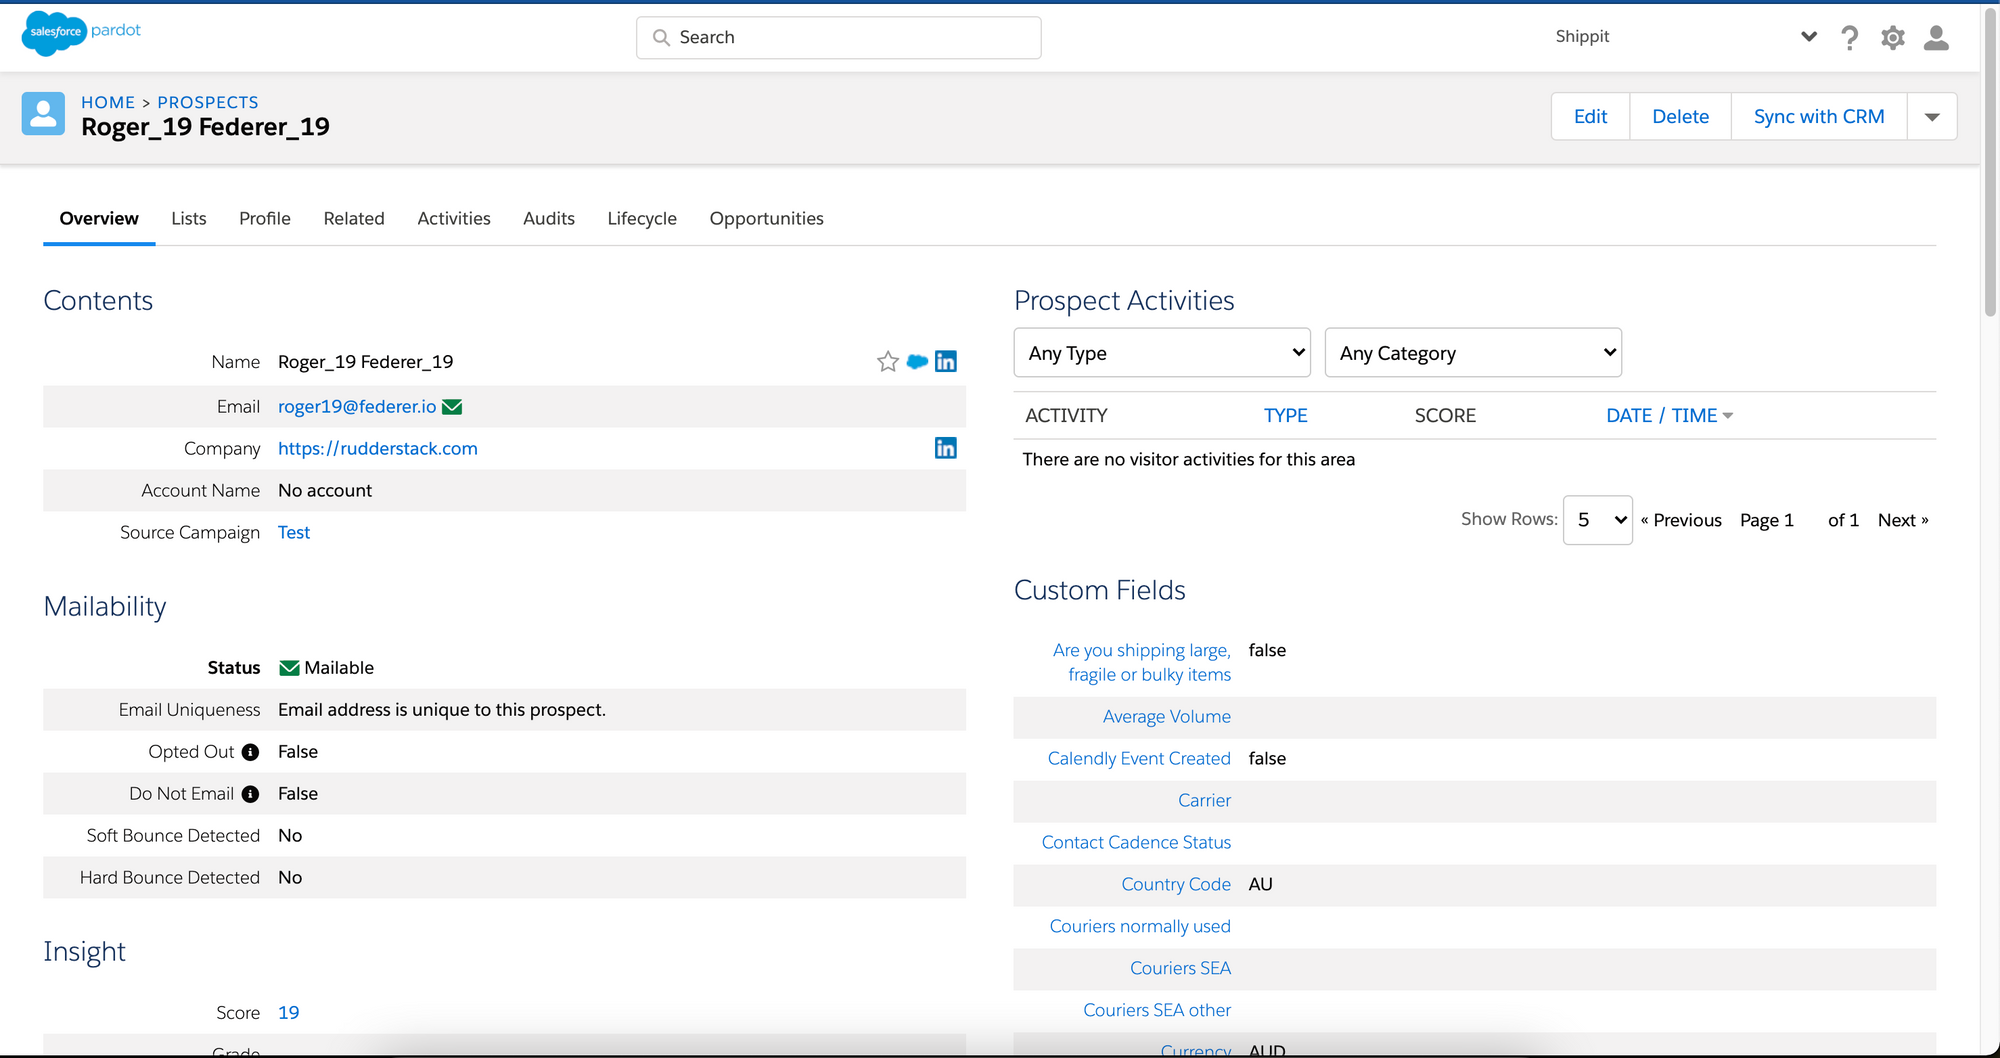 salesforce pardot
Search
Shippit
?
HOME > PROSPECTS
Roger_19 Federer_19
Edit
Delete
Sync with CRM
Overview Lists Profile Related Activities Audits Lifecycle Opportunities
Contents
Name Roger_19 Federer_19
in
Email roger19@federer.io
Company https://rudderstack.com
in
Account Name No account
Source Campaign Test
Mailability
Status Mailable
Email Uniqueness Email address is unique to this prospect.
Opted Out i False
Do Not Email i False
Soft Bounce Detected No
Hard Bounce Detected No
Insight
Score 19
Grade
Prospect Activities
Any Type
Any Category
ACTIVITY TYPE SCORE DATE / TIME
There are no visitor activities for this area
Show Rows: 5 « Previous Page 1 of 1 Next »
Custom Fields
Are you shipping large, false
fragile or bulky items
Average Volume
Calendly Event Created false
Carrier
Contact Cadence Status
Country Code AU
Couriers normally used
Couriers SEA
Couriers SEA other
Currency AUD